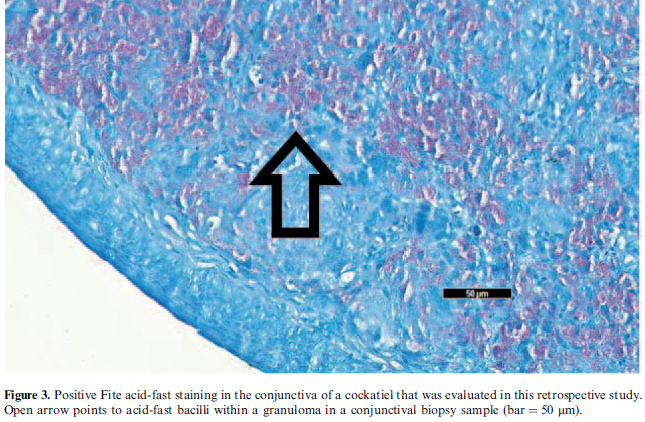 50 µm
Figure 3. Positive Fite acid-fast staining in the conjunctiva of a cockatiel that was evaluated in this retrospective study.
Open arrow points to acid-fast bacilli within a granuloma in a conjunctival biopsy sample (bar = 50 µm).